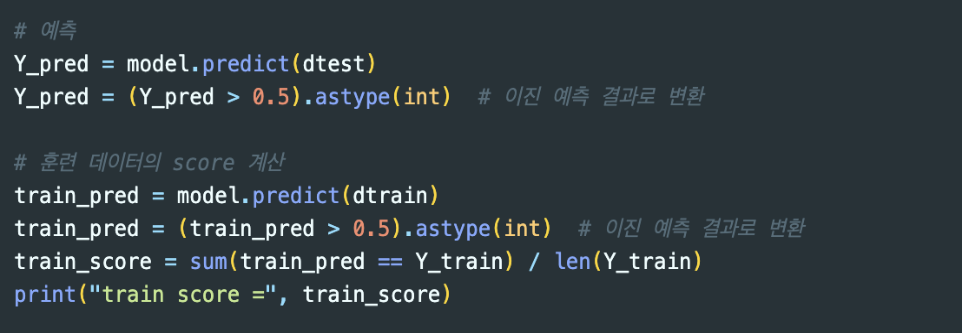 # 예측
Y_pred = model.predict(dtest)
Y_pred = (Y_pred > 0.5).astype(int)  # 이진 예측 결과로 변환

# 훈련 데이터의 score 계산
train_pred = model.predict(dtrain)
train_pred = (train_pred > 0.5).astype(int)  # 이진 예측 결과로 변환
train_score = sum(train_pred == Y_train) / len(Y_train)
print("train score =", train_score)